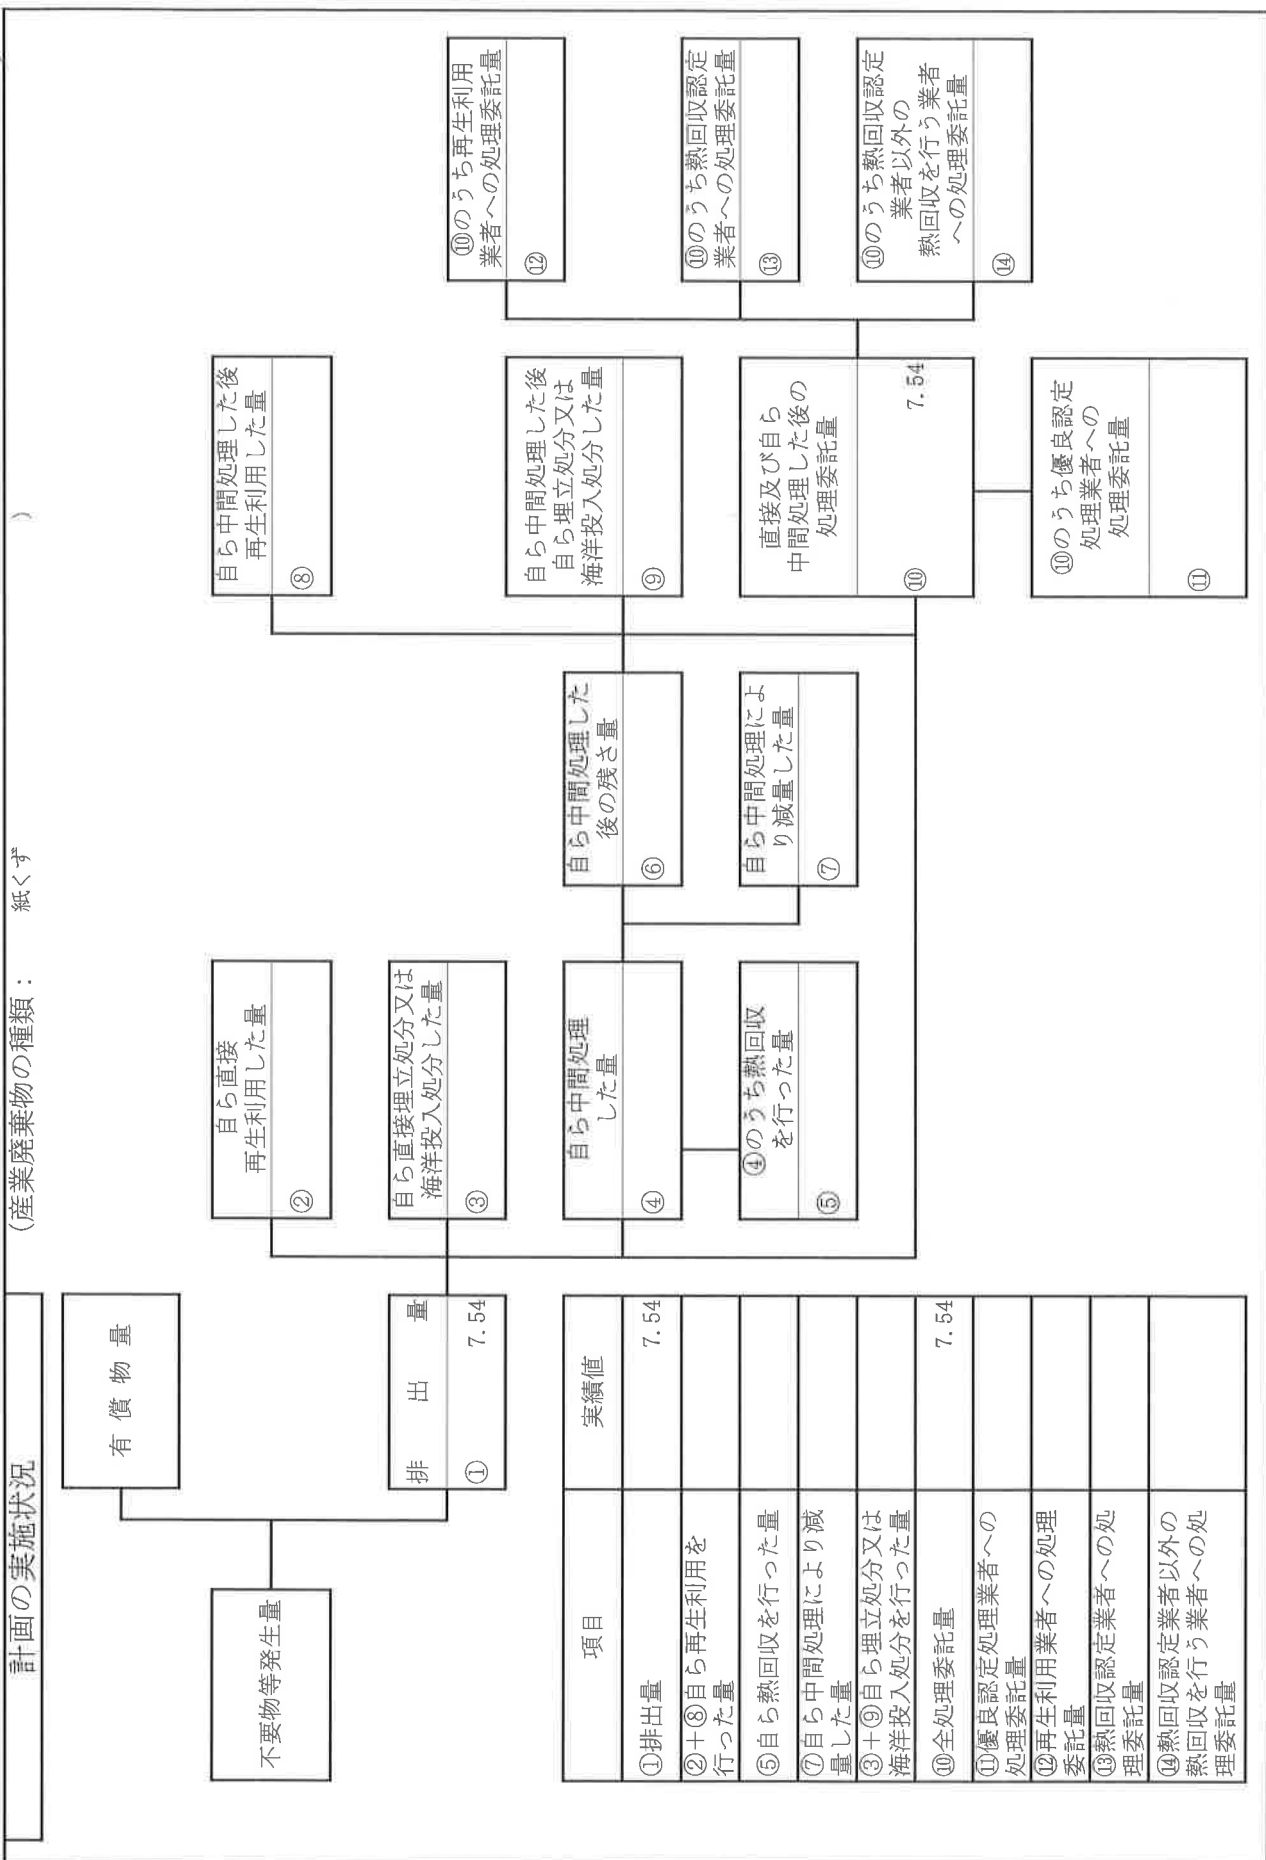 計画の実施状況
(産業廃棄物の種類： 紙くず )
不要物等発生量
有償物量
排出量
① 7.54
自ら直接
再生利用した量
②
自ら直接埋立処分又は
海洋投入処分した量
③
自ら中間処理
した量
④
④のうち熱回収
を行った量
⑤
自ら中間処理した
後の残さ量
⑥
自ら中間処理によ
り減量した量
⑦
自ら中間処理した後
再生利用した量
⑧
自ら中間処理した後
自ら埋立処分又は
海洋投入処分した量
⑨
直接及び自ら
中間処理した後の
処理委託量
⑩ 7.54
⑩のうち優良認定
処理業者への
処理委託量
⑪
⑩のうち再生利用
業者への処理委託量
⑫
⑩のうち熱回収認定
業者への処理委託量
⑬
⑩のうち熱回収認定
業者以外の
熱回収を行う業者
への処理委託量
⑭
項目 実績値
①排出量 7.54
②＋⑧自ら再生利用を
行った量
⑤自ら熱回収を行った量
⑦自ら中間処理により減
量した量
③＋⑨自ら埋立処分又は
海洋投入処分を行った量
⑩全処理委託量 7.54
⑪優良認定処理業者への
処理委託量
⑫再生利用業者への処理
委託量
⑬熱回収認定業者への処
理委託量
⑭熱回収認定業者以外の
熱回収を行う業者への処
理委託量